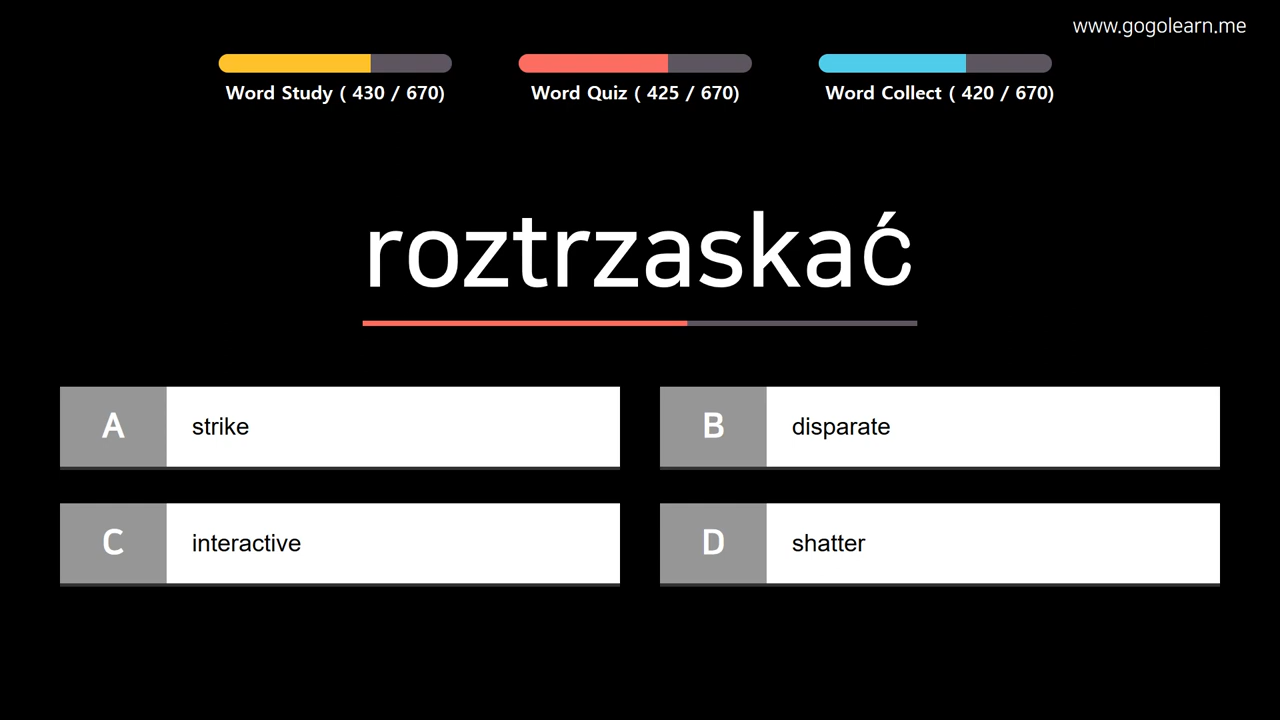 www.gogolearn.me
Word Study ( 430 / 670)
Word Quiz ( 425 / 670)
Word Collect ( 420 / 670)
roztrzaskać
A strike
B disparate
C interactive
D shatter